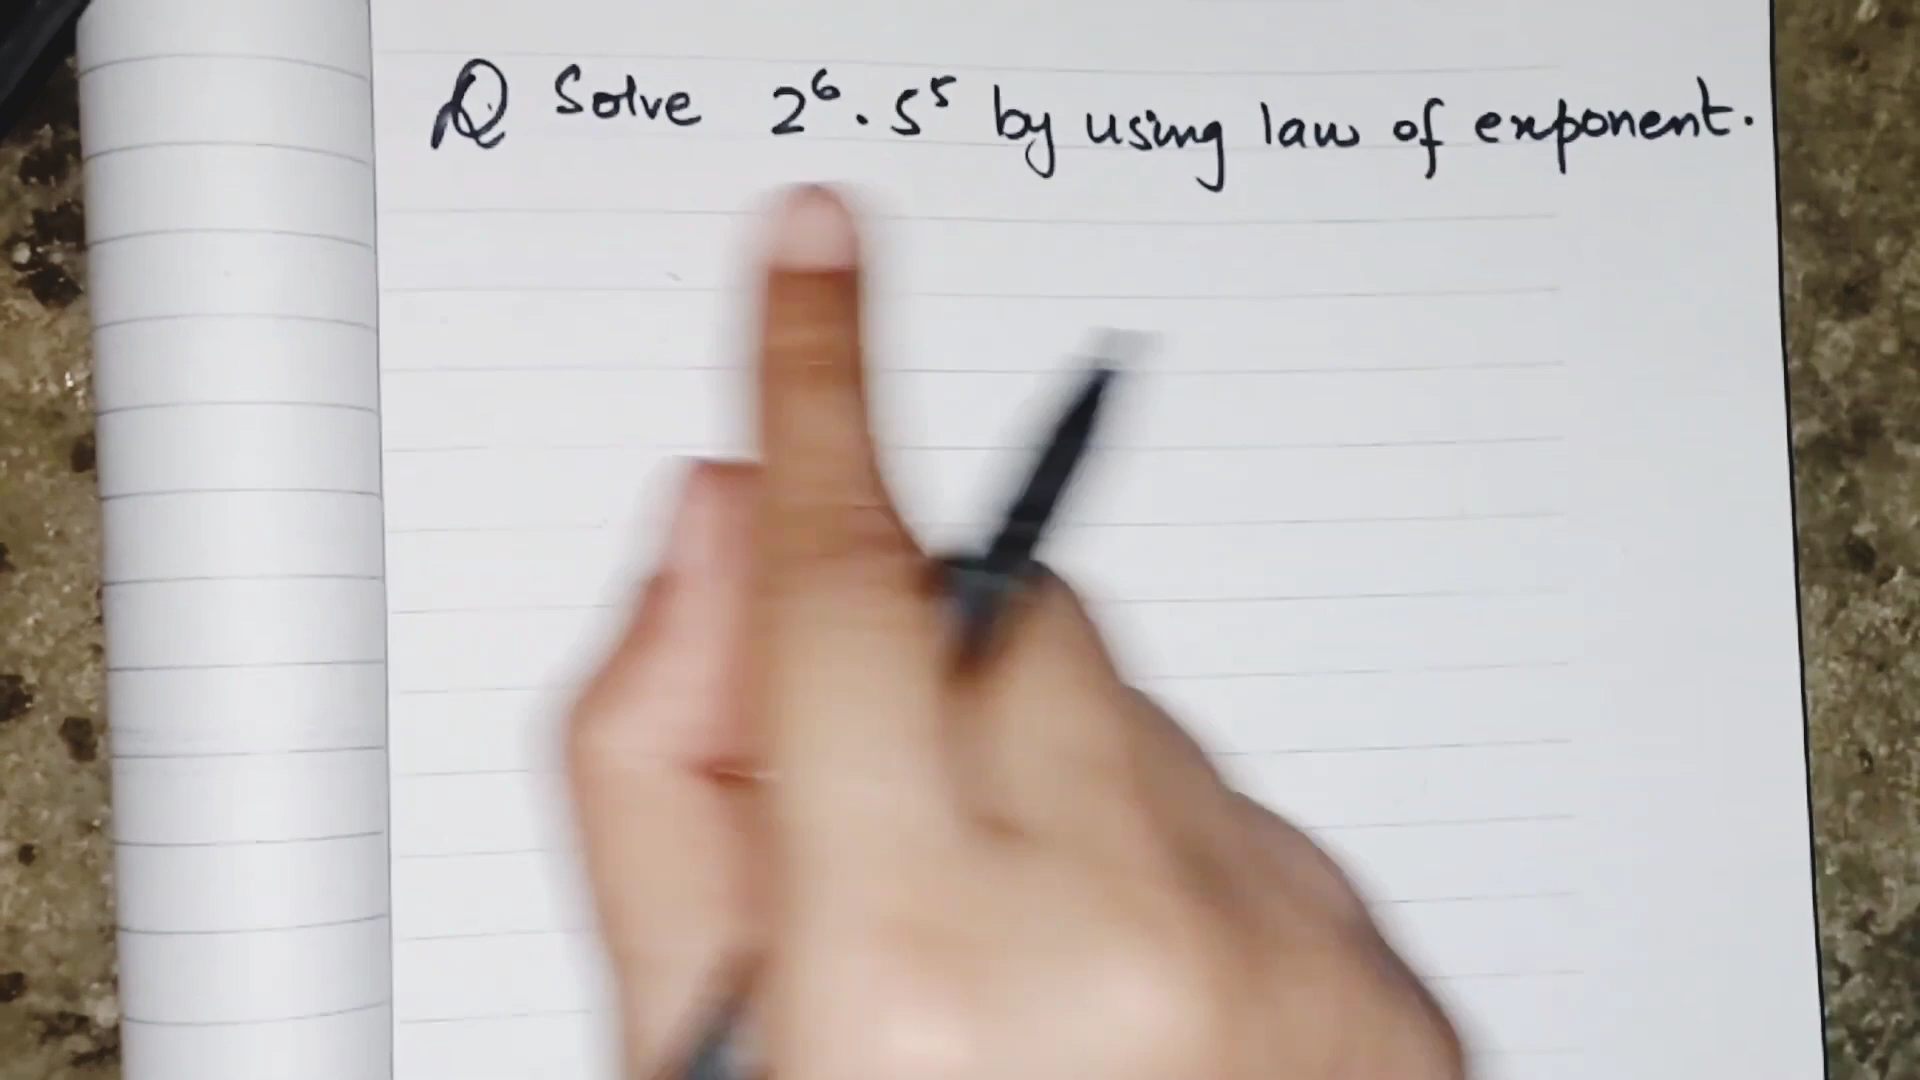 Q Solve 2⁶ . 5⁵ by using law of exponent.